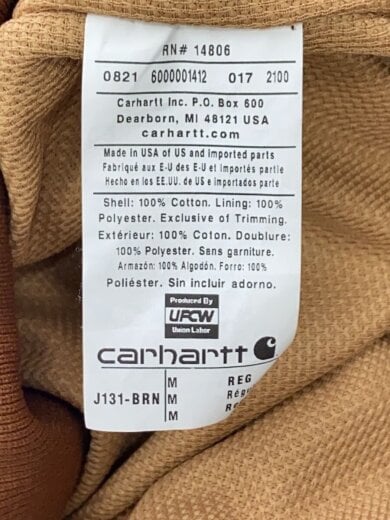 RN# 14806
0821 6000001412 017 2100
Carhartt Inc. P.O. Box 600
Dearborn, MI 48121 USA
carhartt.com
Made in USA of US and imported parts
Fabriqué aux E-U des E-U et importés partie
Hecho en los EE.UU. de US e importados parte
Shell: 100% Cotton. Lining: 100%
Polyester. Exclusive of Trimming.
Extérieur: 100% Coton. Doublure:
100% Polyester. Sans garniture.
Armazón: 100% Algodón. Forro: 100%
Poliéster. Sin incluir adorno.
Produced By
UFCW
Union Labor
carhartt
M REG
J131-BRN M
M